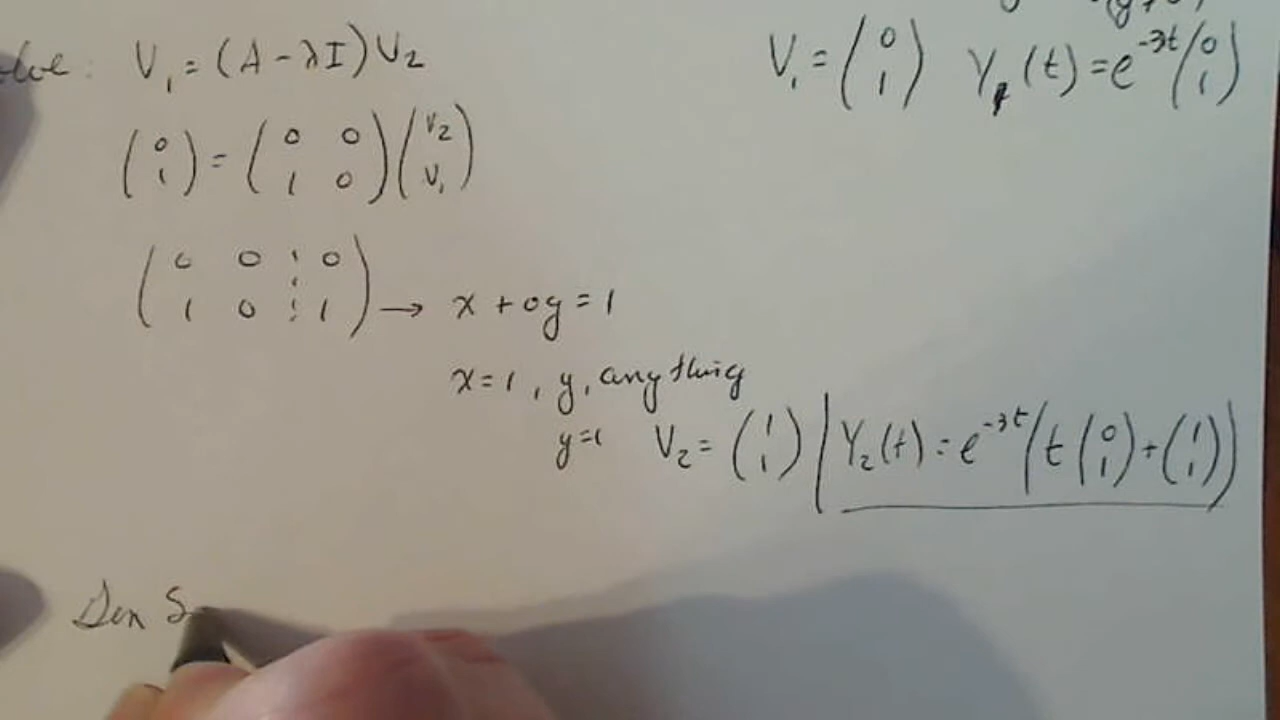 V₁ = (A - λI)V₂
(0 1) = (0 0 1 0)(V₂ V₁)
(0 0 ⋮ 0 1 0 ⋮ 1) → x + 0y = 1
x = 1, y, anything
y = 1 V₂ = (1 1) | Y₂(t) = e^{-3t}(t(0 1) + (1 1))
V₁ = (0 1) Y₁(t) = e^{-3t}(0 1)
Gen S